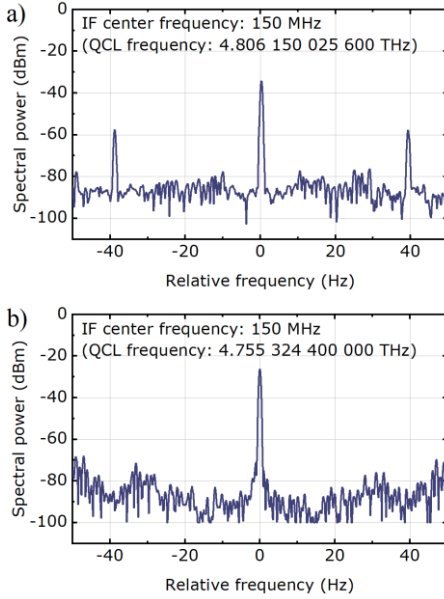 a)
IF center frequency: 150 MHz
(QCL frequency: 4.806 150 025 600 THz)
Spectral power (dBm)
0
-20
-40
-60
-80
-100
-40 -20 0 20 40
Relative frequency (Hz)
b)
IF center frequency: 150 MHz
(QCL frequency: 4.755 324 400 000 THz)
Spectral power (dBm)
0
-20
-40
-60
-80
-100
-40 -20 0 20 40
Relative frequency (Hz)